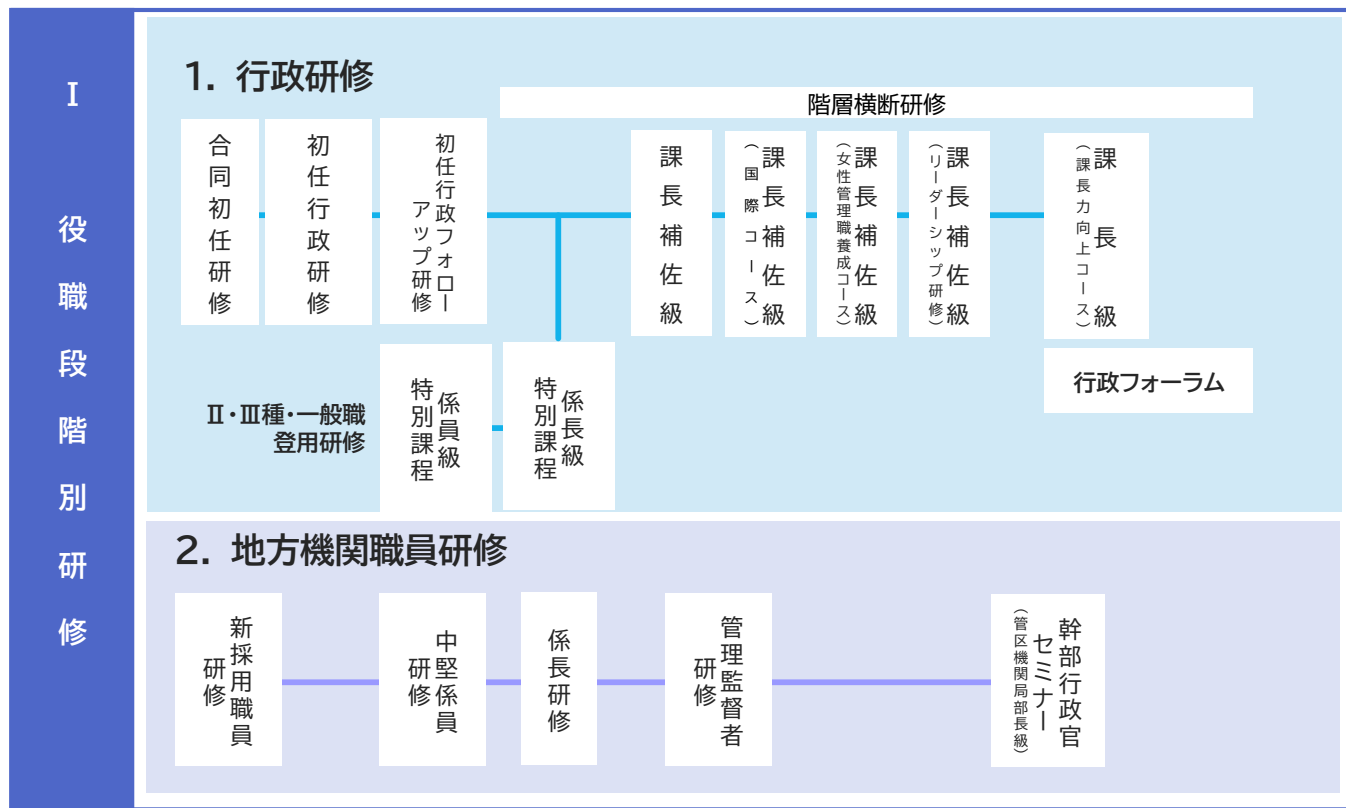 Ⅰ 役職段階別研修
1. 行政研修
階層横断研修
合同初任研修
初任行政研修
初任行政フォロー
アップ研修
課長補佐級
課長補佐級
（国際コース）
課長補佐級
（女性管理職養成コース）
課長補佐級
（リーダーシップ研修）
課長級
（課長力向上コース）
行政フォーラム
Ⅱ・Ⅲ種・一般職
登用研修
係員級
特別課程
係長級
特別課程
2. 地方機関職員研修
新採用職員
研修
中堅係員
研修
係長研修
管理監督者
研修
幹部行政官
セミナー
（管区機関局部長級）